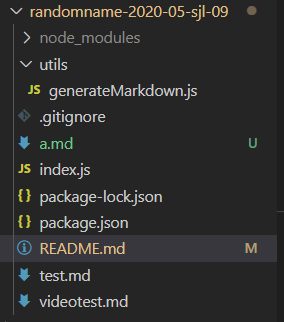 randomname-2020-05-sjl-09
node_modules
utils
JS generateMarkdown.js
.gitignore
a.md U
JS index.js
{} package-lock.json
{} package.json
README.md M
test.md
videotest.md